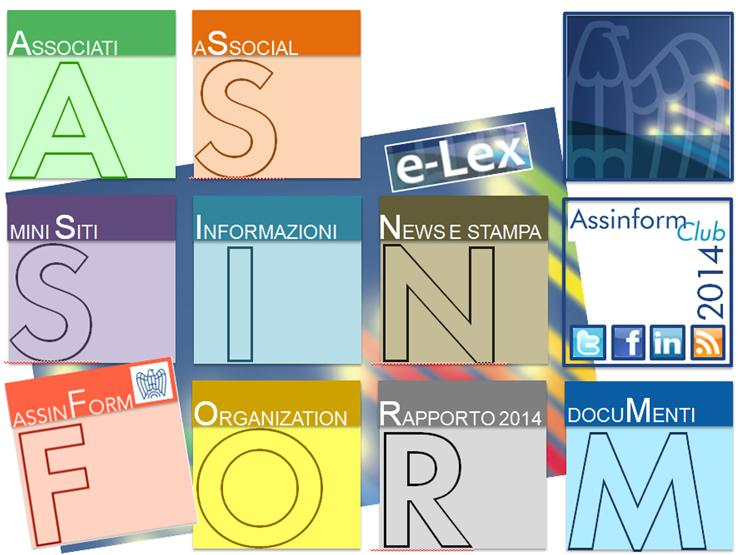 ASSOCIATI
A
aSSOCIAL
S
e-Lex
MINI SITI
S
INFORMAZIONI
I
NEWS E STAMPA
N
Assinform
Club
2014
ASSINFORM
F
ORGANIZATION
O
RAPPORTO 2014
R
DOCUMENTI
M